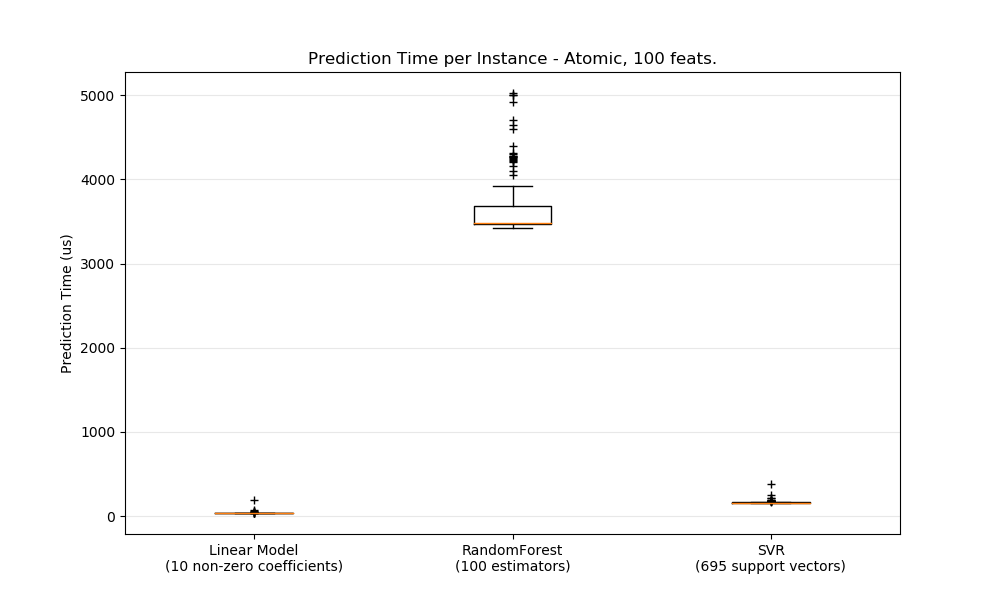 Prediction Time per Instance - Atomic, 100 feats.
Prediction Time (us)
5000
4000
3000
2000
1000
0
Linear Model
(10 non-zero coefficients)
RandomForest
(100 estimators)
SVR
(695 support vectors)